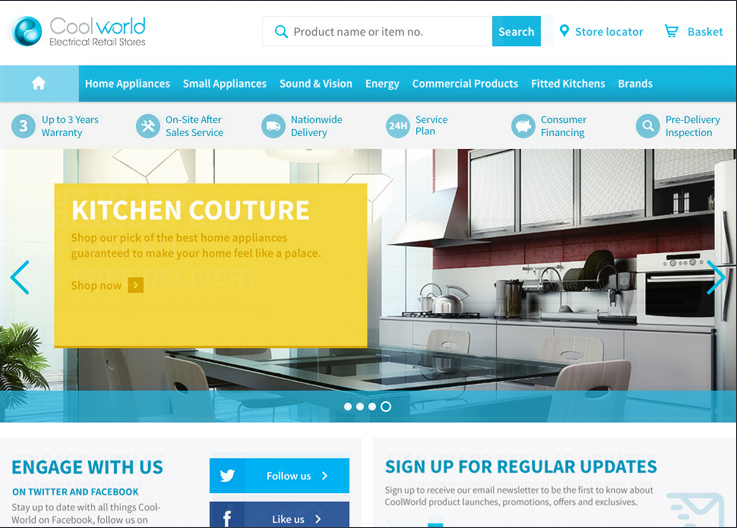 Coolworld
Electrical Retail Stores
Product name or item no.
Search
Store locator
Basket
Home Appliances
Small Appliances
Sound & Vision
Energy
Commercial Products
Fitted Kitchens
Brands
3
Up to 3 Years
Warranty
On-Site After
Sales Service
Nationwide
Delivery
24H
Service
Plan
Consumer
Financing
Pre-Delivery
Inspection
KITCHEN COUTURE
Shop our pick of the best home appliances
guaranteed to make your home feel like a palace.
Shop now
ENGAGE WITH US
ON TWITTER AND FACEBOOK
Stay up to date with all things Cool-
World on Facebook, follow us on
Follow us
Like us
SIGN UP FOR REGULAR UPDATES
Sign up to receive our email newsletter to be the first to know about
CoolWorld product launches, promotions, offers and exclusives.